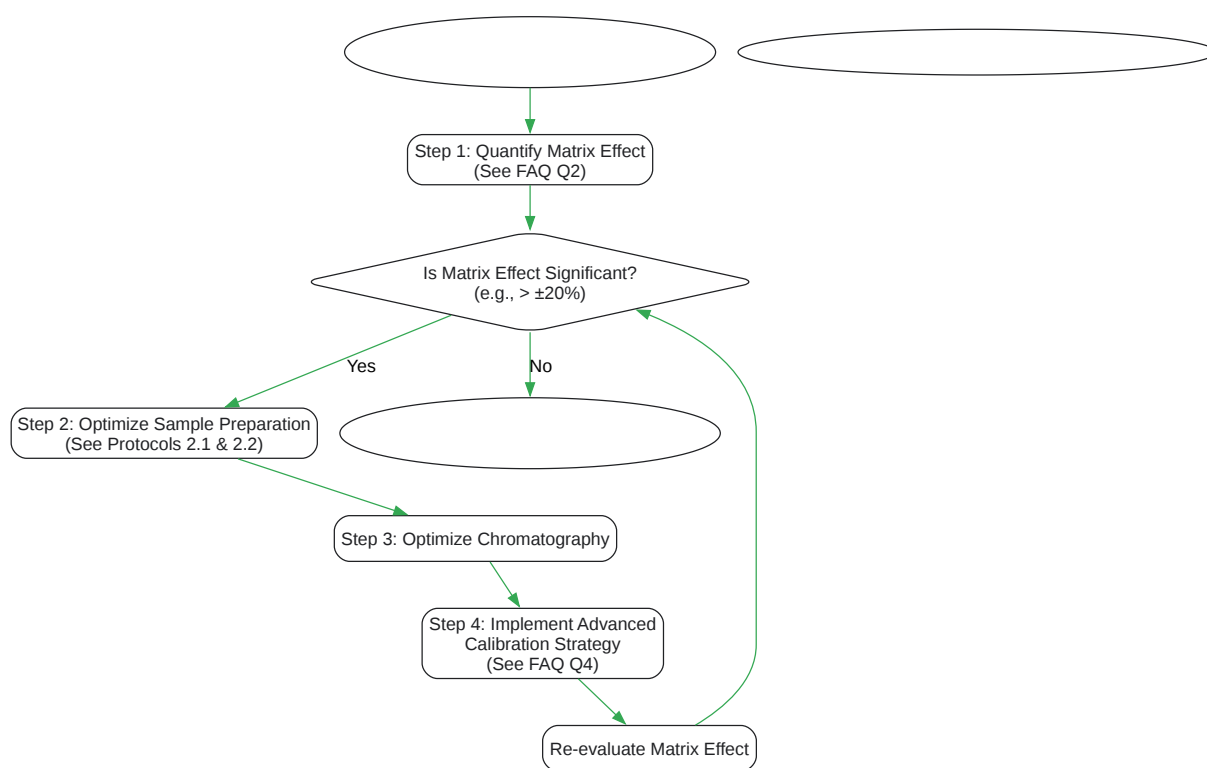 Step 1: Quantify Matrix Effect
(See FAQ Q2)
Is Matrix Effect Significant?
(e.g., > ±20%)
Yes
No
Step 2: Optimize Sample Preparation
(See Protocols 2.1 & 2.2)
Step 3: Optimize Chromatography
Step 4: Implement Advanced
Calibration Strategy
(See FAQ Q4)
Re-evaluate Matrix Effect